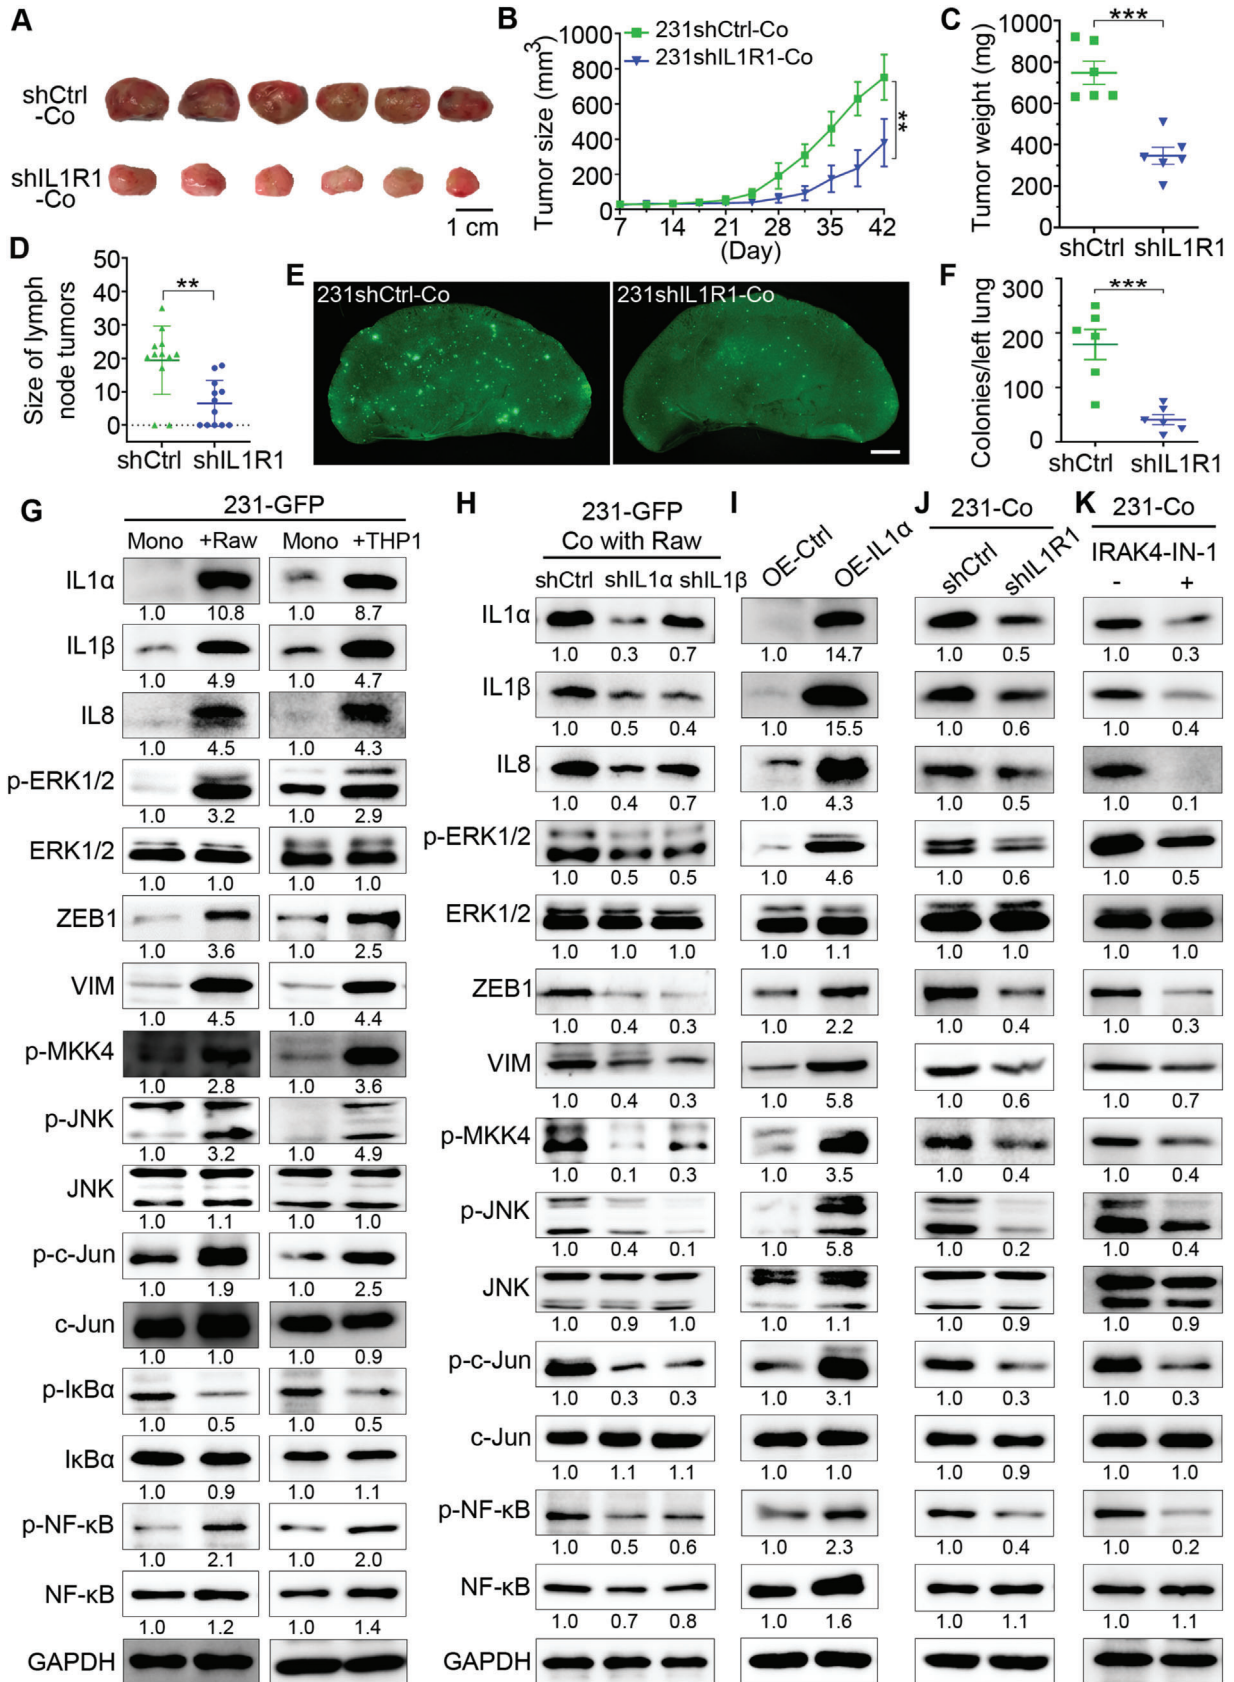 A
shCtrl
-Co
shIL1R1
-Co
1 cm
B
231shCtrl-Co
231shIL1R1-Co
Tumor size (mm³)
1000
800
600
400
200
0
7 14 21 28 35 42
(Day)
**
C
Tumor weight (mg)
1000
800
600
400
200
0
***
shCtrl shIL1R1
D
Size of lymph
node tumors
50
40
30
20
10
0
**
shCtrl shIL1R1
E
231shCtrl-Co
231shIL1R1-Co
F
Colonies/left lung
300
200
100
0
***
shCtrl shIL1R1
G
231-GFP
Mono +Raw Mono +THP1
IL1α
1.0 10.8 1.0 8.7
IL1β
1.0 4.9 1.0 4.7
IL8
1.0 4.5 1.0 4.3
p-ERK1/2
1.0 3.2 1.0 2.9
ERK1/2
1.0 1.0 1.0 1.0
ZEB1
1.0 3.6 1.0 2.5
VIM
1.0 4.5 1.0 4.4
p-MKK4
1.0 2.8 1.0 3.6
p-JNK
1.0 3.2 1.0 4.9
JNK
1.0 1.1 1.0 1.0
p-c-Jun
1.0 1.9 1.0 2.5
c-Jun
1.0 1.0 1.0 0.9
p-IκBα
1.0 0.5 1.0 0.5
IκBα
1.0 0.9 1.0 1.1
p-NF-κB
1.0 2.1 1.0 2.0
NF-κB
1.0 1.2 1.0 1.4
GAPDH
H I J K
231-GFP
Co with Raw
shCtrl shIL1α shIL1β
OE-Ctrl OE-IL1α
231-Co
shCtrl shIL1R1
231-Co
IRAK4-IN-1
- +
IL1α
1.0 0.3 0.7 1.0 14.7 1.0 0.5 1.0 0.3
IL1β
1.0 0.5 0.4 1.0 15.5 1.0 0.6 1.0 0.4
IL8
1.0 0.4 0.7 1.0 4.3 1.0 0.5 1.0 0.1
p-ERK1/2
1.0 0.5 0.5 1.0 4.6 1.0 0.6 1.0 0.5
ERK1/2
1.0 1.0 1.0 1.0 1.1 1.0 1.0 1.0 1.0
ZEB1
1.0 0.4 0.3 1.0 2.2 1.0 0.4 1.0 0.3
VIM
1.0 0.4 0.3 1.0 5.8 1.0 0.6 1.0 0.7
p-MKK4
1.0 0.1 0.3 1.0 3.5 1.0 0.4 1.0 0.4
p-JNK
1.0 0.4 0.1 1.0 5.8 1.0 0.2 1.0 0.4
JNK
1.0 0.9 1.0 1.0 1.1 1.0 0.9 1.0 0.9
p-c-Jun
1.0 0.3 0.3 1.0 3.1 1.0 0.3 1.0 0.3
c-Jun
1.0 1.1 1.1 1.0 1.0 1.0 0.9 1.0 1.0
p-NF-κB
1.0 0.5 0.6 1.0 2.3 1.0 0.4 1.0 0.2
NF-κB
1.0 0.7 0.8 1.0 1.6 1.0 1.1 1.0 1.1
GAPDH